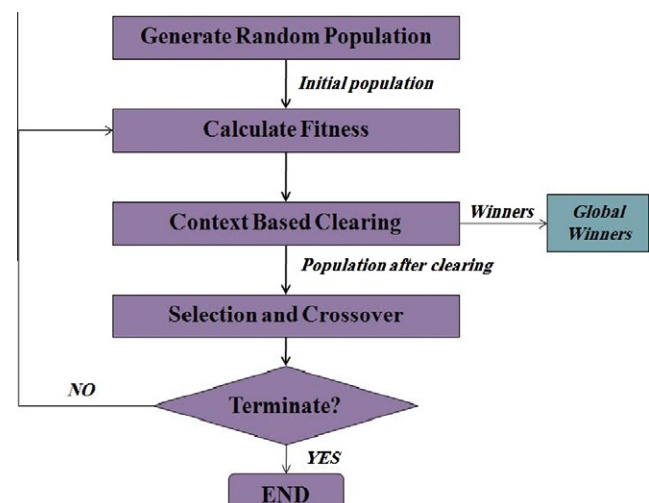 Generate Random Population
Initial population
Calculate Fitness
Context Based Clearing
Winners
Global
Winners
Population after clearing
Selection and Crossover
NO
Terminate?
YES
END